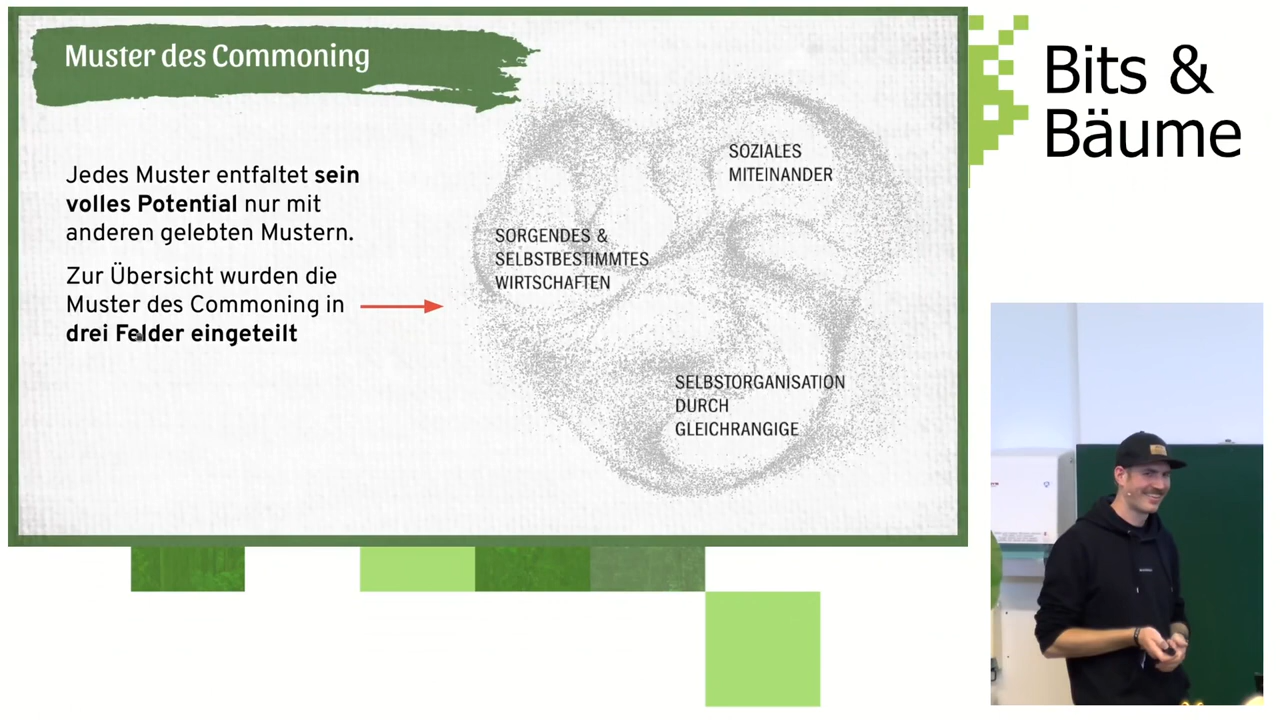 Muster des Commoning
Jedes Muster entfaltet sein
volles Potential nur mit
anderen gelebten Mustern.
Zur Übersicht wurden die
Muster des Commoning in
drei Felder eingeteilt
SOZIALES
MITEINANDER
SORGENDES &
SELBSTBESTIMMTES
WIRTSCHAFTEN
SELBSTORGANISATION
DURCH
GLEICHRANGIGE
Bits &
Bäume